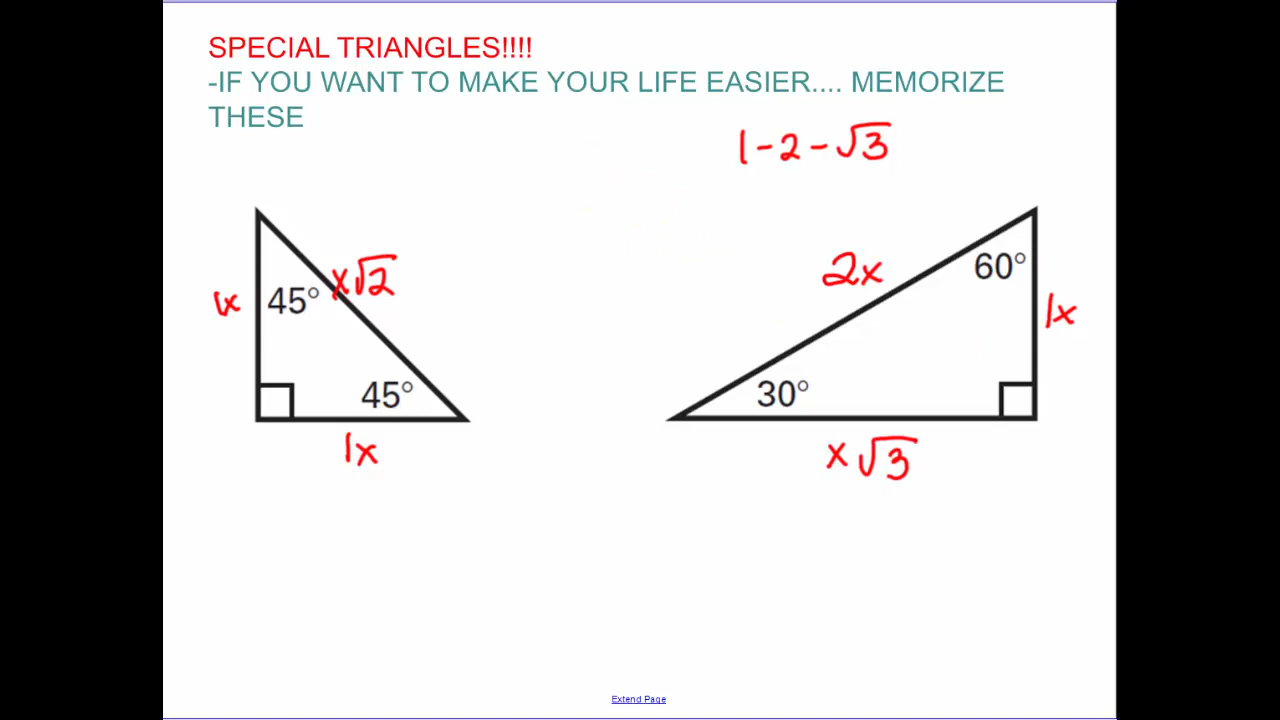 SPECIAL TRIANGLES!!!!
-IF YOU WANT TO MAKE YOUR LIFE EASIER.... MEMORIZE
THESE
1-2-√3
x√2
45°
1x
45°
1x
2x
60°
1x
30°
x√3
Extend Page